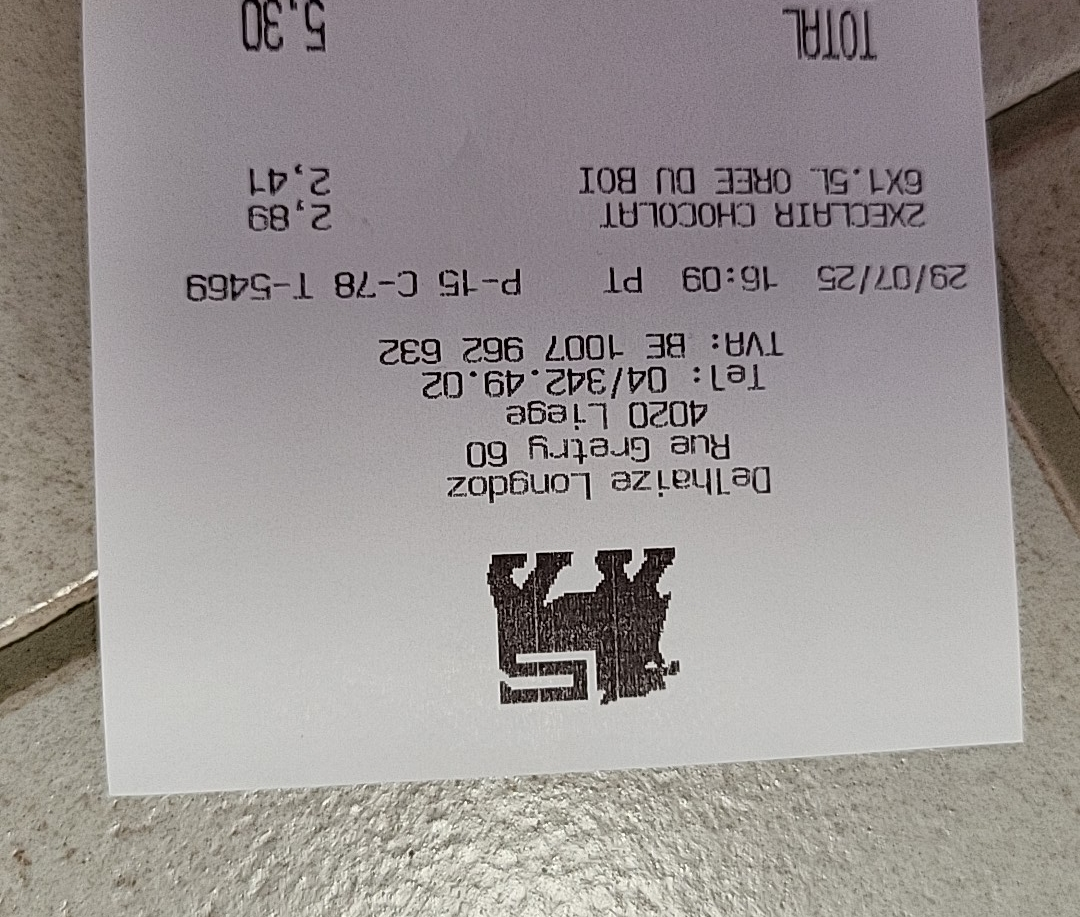 Delhaize Longdoz
Rue Gretry 60
4020 Liege
Tel: 04/342.49.02
TVA: BE 1007 962 632
29/07/25 16:09 PT P-15 C-78 T-5469
2XECLAIR CHOCOLAT 2,89
6X1.5L OREE DU BOI 2,41
TOTAL 5,30